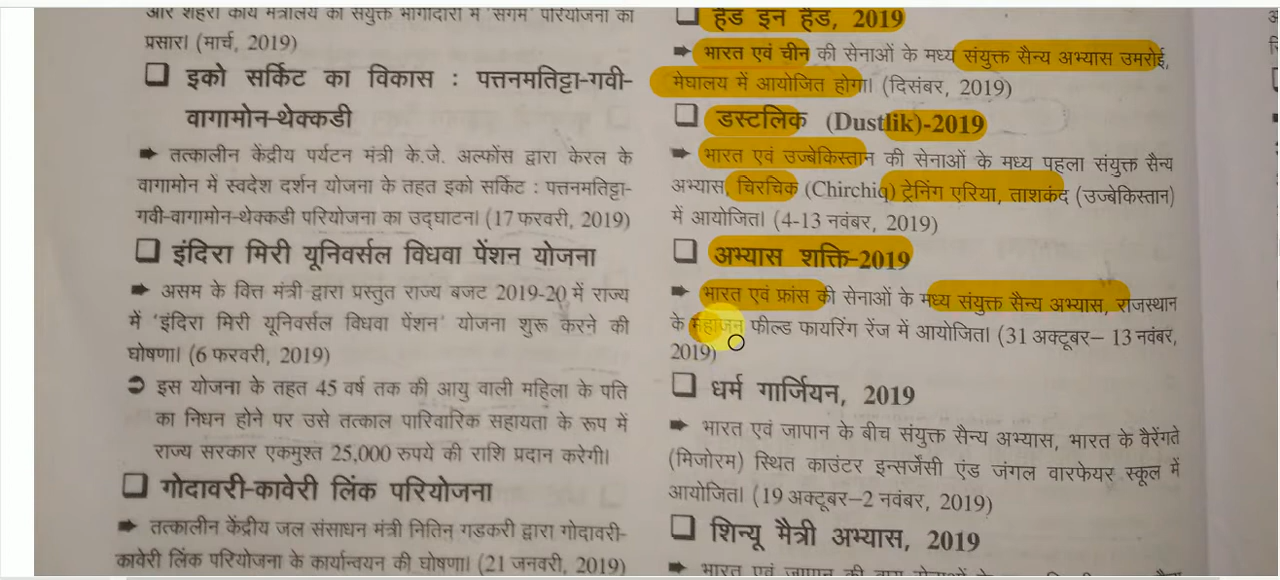 और शहरी कार्य मंत्रालय की संयुक्त भागीदारी में 'संगम' परियोजना का
प्रसार। (मार्च, 2019)
❑ इको सर्किट का विकास : पत्तनमतिट्टा-गवी-
वागामोन-थेक्कडी
➡ तत्कालीन केंद्रीय पर्यटन मंत्री के.जे. अल्फोंस द्वारा केरल के
वागामोन में स्वदेश दर्शन योजना के तहत इको सर्किट : पत्तनमतिट्टा-
गवी-वागामोन-थेक्कडी परियोजना का उद्घाटन। (17 फरवरी, 2019)
❑ इंदिरा मिरी यूनिवर्सल विधवा पेंशन योजना
➡ असम के वित्त मंत्री द्वारा प्रस्तुत राज्य बजट 2019-20 में राज्य
में 'इंदिरा मिरी यूनिवर्सल विधवा पेंशन' योजना शुरू करने की
घोषणा। (6 फरवरी, 2019)
➲ इस योजना के तहत 45 वर्ष तक की आयु वाली महिला के पति
का निधन होने पर उसे तत्काल पारिवारिक सहायता के रूप में
राज्य सरकार एकमुश्त 25,000 रुपये की राशि प्रदान करेगी।
❑ गोदावरी-कावेरी लिंक परियोजना
➡ तत्कालीन केंद्रीय जल संसाधन मंत्री नितिन गडकरी द्वारा गोदावरी-
कावेरी लिंक परियोजना के कार्यान्वयन की घोषणा। (21 जनवरी, 2019)
❑ हैंड इन हैंड, 2019
➡ भारत एवं चीन की सेनाओं के मध्य संयुक्त सैन्य अभ्यास उमरोई,
मेघालय में आयोजित होगा। (दिसंबर, 2019)
❑ डस्टलिक (Dustlik)-2019
➡ भारत एवं उज्बेकिस्तान की सेनाओं के मध्य पहला संयुक्त सैन्य
अभ्यास, चिरचिक (Chirchiq) ट्रेनिंग एरिया, ताशकंद (उज्बेकिस्तान)
में आयोजित। (4-13 नवंबर, 2019)
❑ अभ्यास शक्ति-2019
➡ भारत एवं फ्रांस की सेनाओं के मध्य संयुक्त सैन्य अभ्यास, राजस्थान
के महाजन फील्ड फायरिंग रेंज में आयोजित। (31 अक्टूबर– 13 नवंबर,
2019)
❑ धर्म गार्जियन, 2019
➡ भारत एवं जापान के बीच संयुक्त सैन्य अभ्यास, भारत के वैरेंगते
(मिजोरम) स्थित काउंटर इन्सर्जेंसी एंड जंगल वारफेयर स्कूल में
आयोजित। (19 अक्टूबर–2 नवंबर, 2019)
❑ शिन्यू मैत्री अभ्यास, 2019
➡ भारत एवं जापान की वायु सेनाओं के